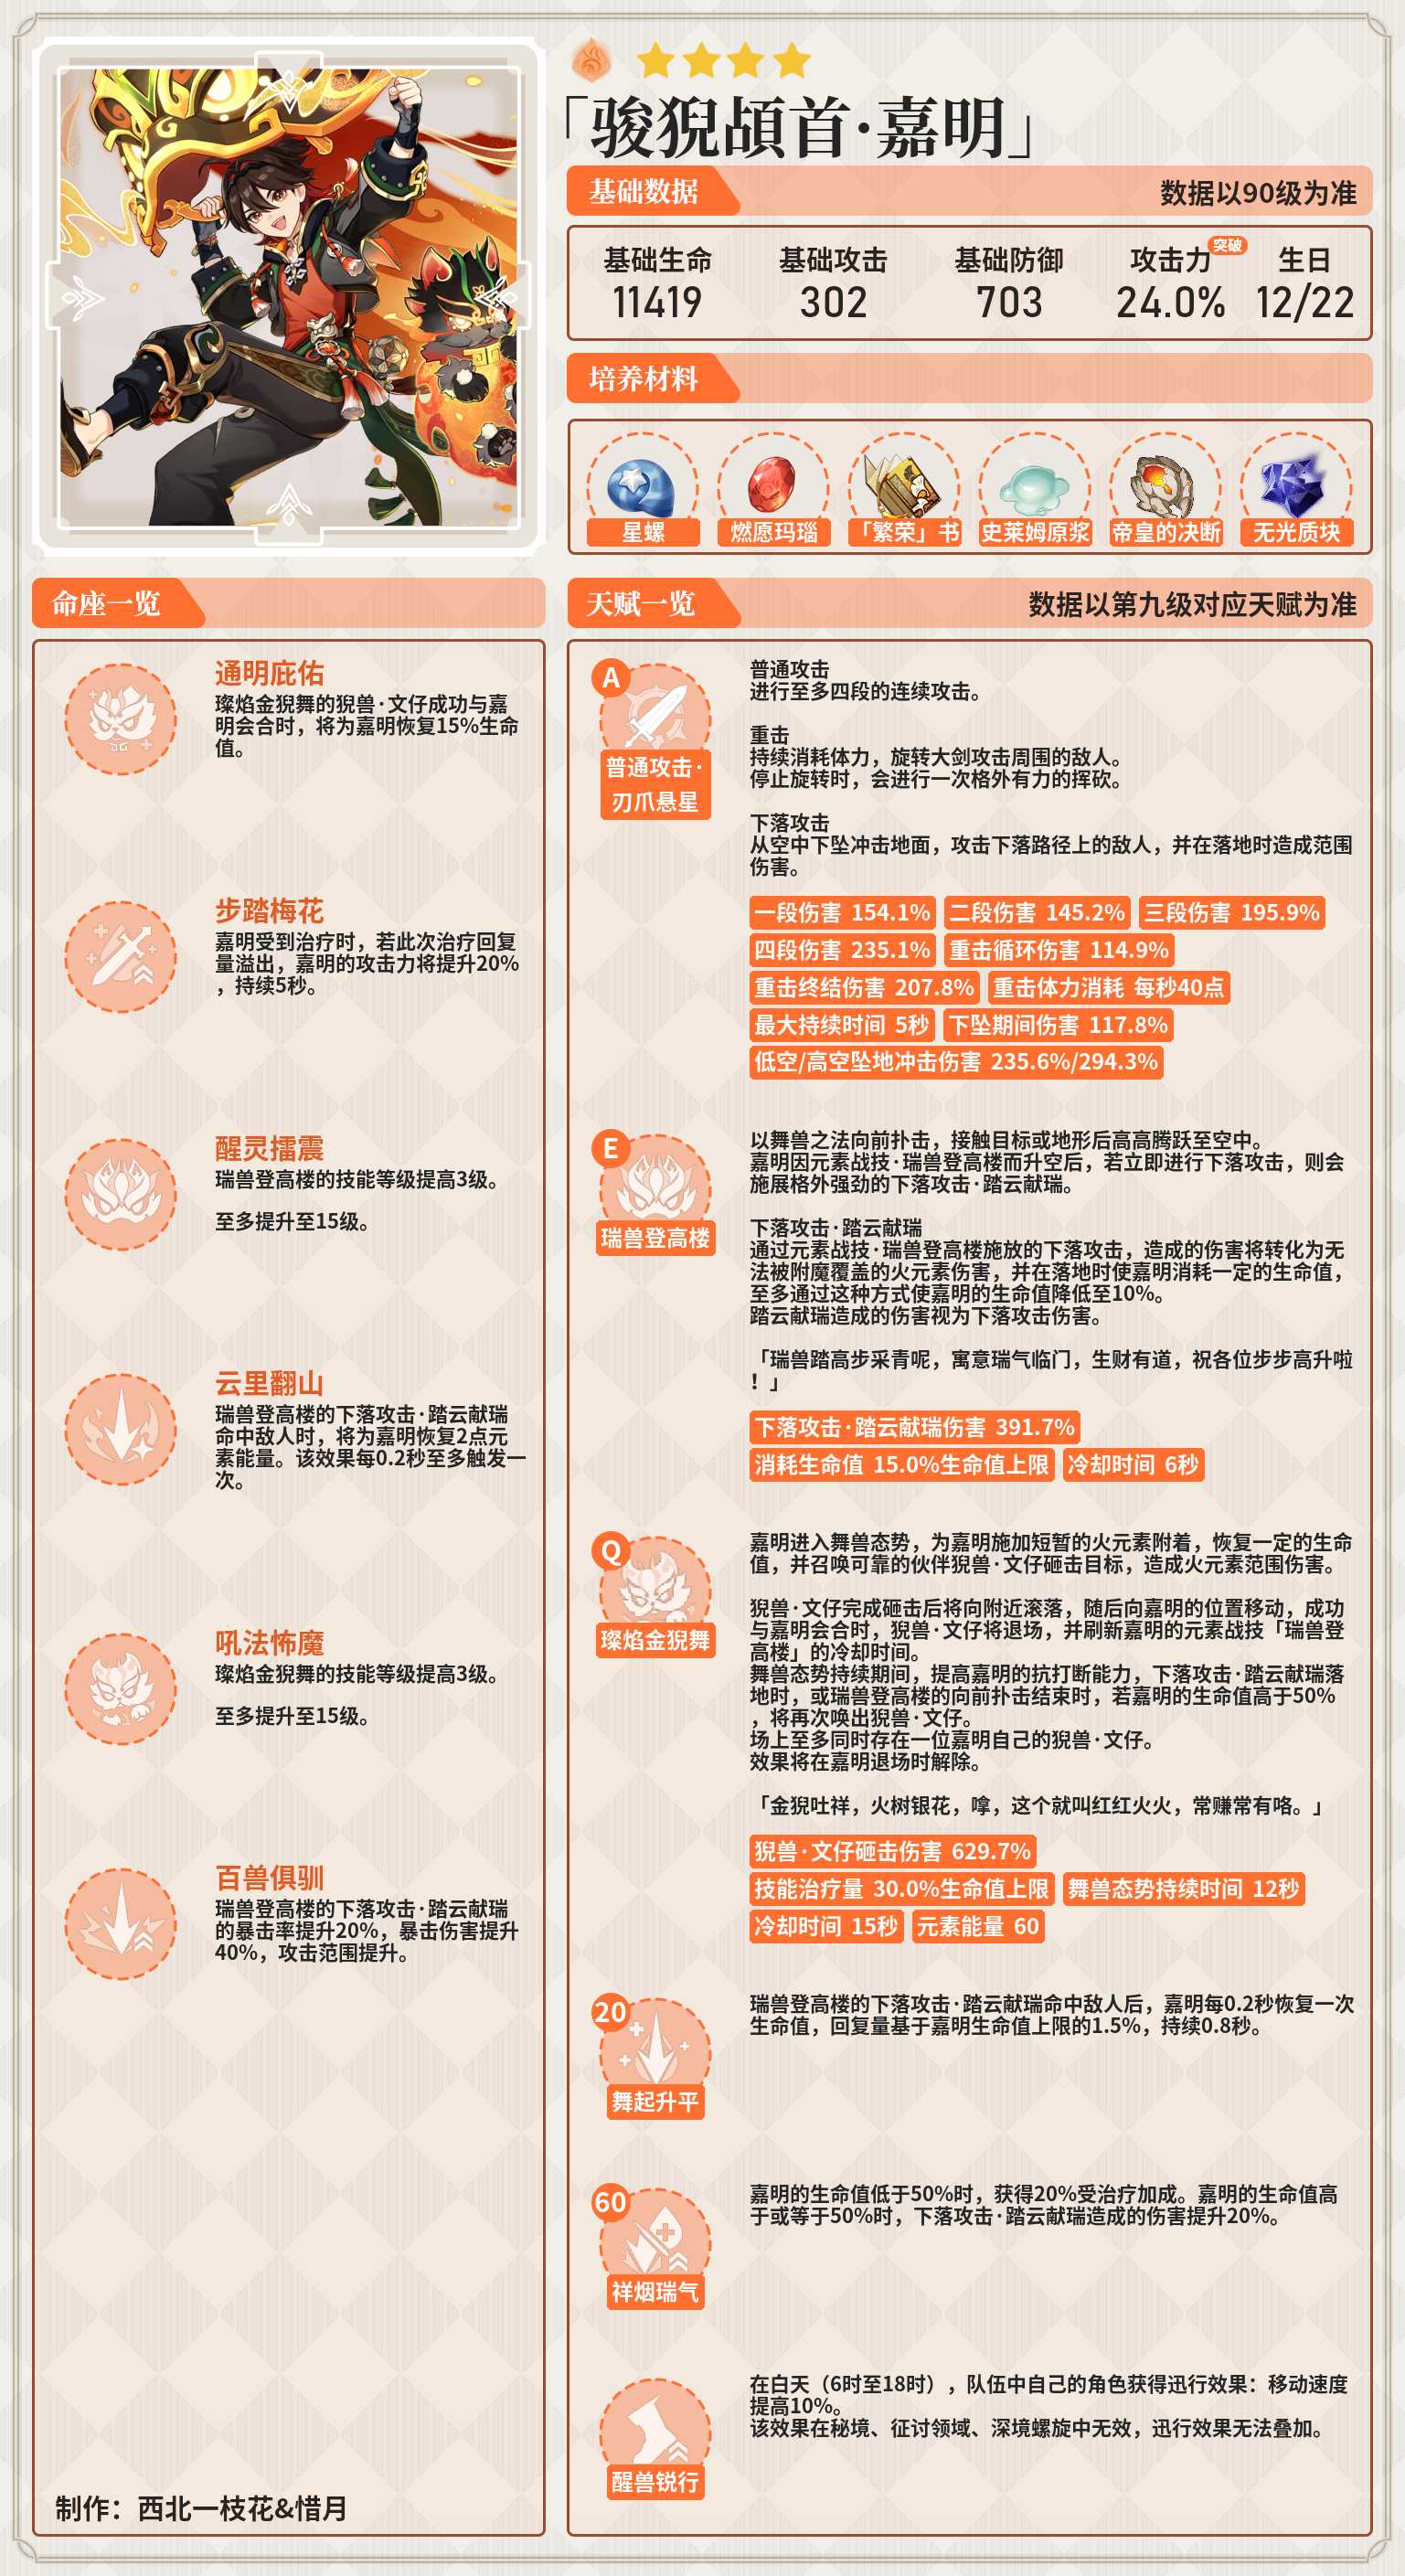 「骏猊頔首·嘉明」
基础数据
数据以90级为准
基础生命
11419
基础攻击
302
基础防御
703
攻击力
突破
24.0%
生日
12/22
培养材料
星螺
燃愿玛瑙
「繁荣」书
史莱姆原浆
帝皇的决断
无光质块
命座一览
通明庇佑
璨焰金猊舞的猊兽·文仔成功与嘉
明会合时，将为嘉明恢复15%生命
值。
步踏梅花
嘉明受到治疗时，若此次治疗回复
量溢出，嘉明的攻击力将提升20%
，持续5秒。
醒灵擂震
瑞兽登高楼的技能等级提高3级。
至多提升至15级。
云里翻山
瑞兽登高楼的下落攻击·踏云献瑞
命中敌人时，将为嘉明恢复2点元
素能量。该效果每0.2秒至多触发一
次。
吼法怖魔
璨焰金猊舞的技能等级提高3级。
至多提升至15级。
百兽俱驯
瑞兽登高楼的下落攻击·踏云献瑞
的暴击率提升20%，暴击伤害提升
40%，攻击范围提升。
制作：西北一枝花&惜月
天赋一览
数据以第九级对应天赋为准
A
普通攻击·
刃爪悬星
普通攻击
进行至多四段的连续攻击。
重击
持续消耗体力，旋转大剑攻击周围的敌人。
停止旋转时，会进行一次格外有力的挥砍。
下落攻击
从空中下坠冲击地面，攻击下落路径上的敌人，并在落地时造成范围
伤害。
一段伤害 154.1% 二段伤害 145.2% 三段伤害 195.9%
四段伤害 235.1% 重击循环伤害 114.9%
重击终结伤害 207.8% 重击体力消耗 每秒40点
最大持续时间 5秒 下坠期间伤害 117.8%
低空/高空坠地冲击伤害 235.6%/294.3%
E
瑞兽登高楼
以舞兽之法向前扑击，接触目标或地形后高高腾跃至空中。
嘉明因元素战技·瑞兽登高楼而升空后，若立即进行下落攻击，则会
施展格外强劲的下落攻击·踏云献瑞。
下落攻击·踏云献瑞
通过元素战技·瑞兽登高楼施放的下落攻击，造成的伤害将转化为无
法被附魔覆盖的火元素伤害，并在落地时使嘉明消耗一定的生命值，
至多通过这种方式使嘉明的生命值降低至10%。
踏云献瑞造成的伤害视为下落攻击伤害。
「瑞兽踏高步采青呢，寓意瑞气临门，生财有道，祝各位步步高升啦
！」
下落攻击·踏云献瑞伤害 391.7%
消耗生命值 15.0%生命值上限 冷却时间 6秒
Q
璨焰金猊舞
嘉明进入舞兽态势，为嘉明施加短暂的火元素附着，恢复一定的生命
值，并召唤可靠的伙伴猊兽·文仔砸击目标，造成火元素范围伤害。
猊兽·文仔完成砸击后将向附近滚落，随后向嘉明的位置移动，成功
与嘉明会合时，猊兽·文仔将退场，并刷新嘉明的元素战技「瑞兽登
高楼」的冷却时间。
舞兽态势持续期间，提高嘉明的抗打断能力，下落攻击·踏云献瑞落
地时，或瑞兽登高楼的向前扑击结束时，若嘉明的生命值高于50%
，将再次唤出猊兽·文仔。
场上至多同时存在一位嘉明自己的猊兽·文仔。
效果将在嘉明退场时解除。
「金猊吐祥，火树银花，嗱，这个就叫红红火火，常赚常有咯。」
猊兽·文仔砸击伤害 629.7%
技能治疗量 30.0%生命值上限 舞兽态势持续时间 12秒
冷却时间 15秒 元素能量 60
20
舞起升平
瑞兽登高楼的下落攻击·踏云献瑞命中敌人后，嘉明每0.2秒恢复一次
生命值，回复量基于嘉明生命值上限的1.5%，持续0.8秒。
60
祥烟瑞气
嘉明的生命值低于50%时，获得20%受治疗加成。嘉明的生命值高
于或等于50%时，下落攻击·踏云献瑞造成的伤害提升20%。
醒兽锐行
在白天（6时至18时），队伍中自己的角色获得迅行效果：移动速度
提高10%。
该效果在秘境、征讨领域、深境螺旋中无效，迅行效果无法叠加。